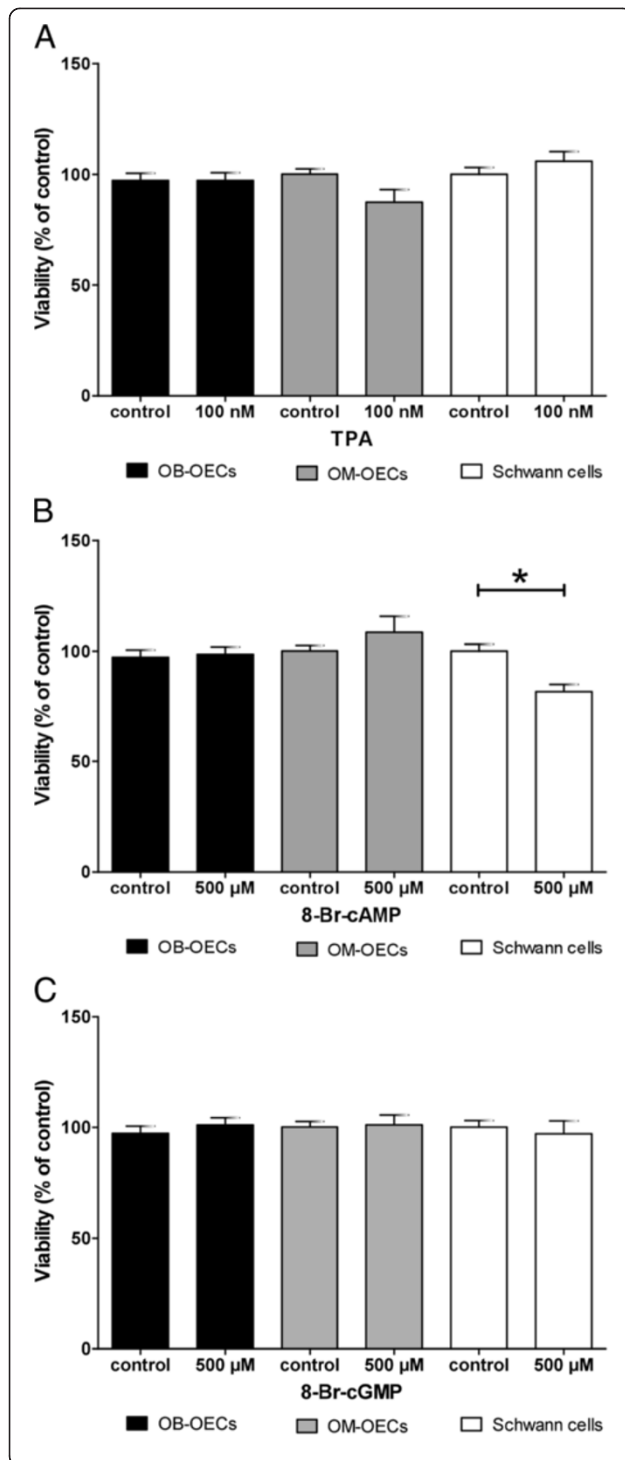 A
150
100
50
0
Viability (% of control)
control 100 nM control 100 nM control 100 nM
TPA
OB-OECs OM-OECs Schwann cells
B
150
100
50
0
Viability (% of control)
*
control 500 µM control 500 µM control 500 µM
8-Br-cAMP
OB-OECs OM-OECs Schwann cells
C
150
100
50
0
Viability (% of control)
control 500 µM control 500 µM control 500 µM
8-Br-cGMP
OB-OECs OM-OECs Schwann cells